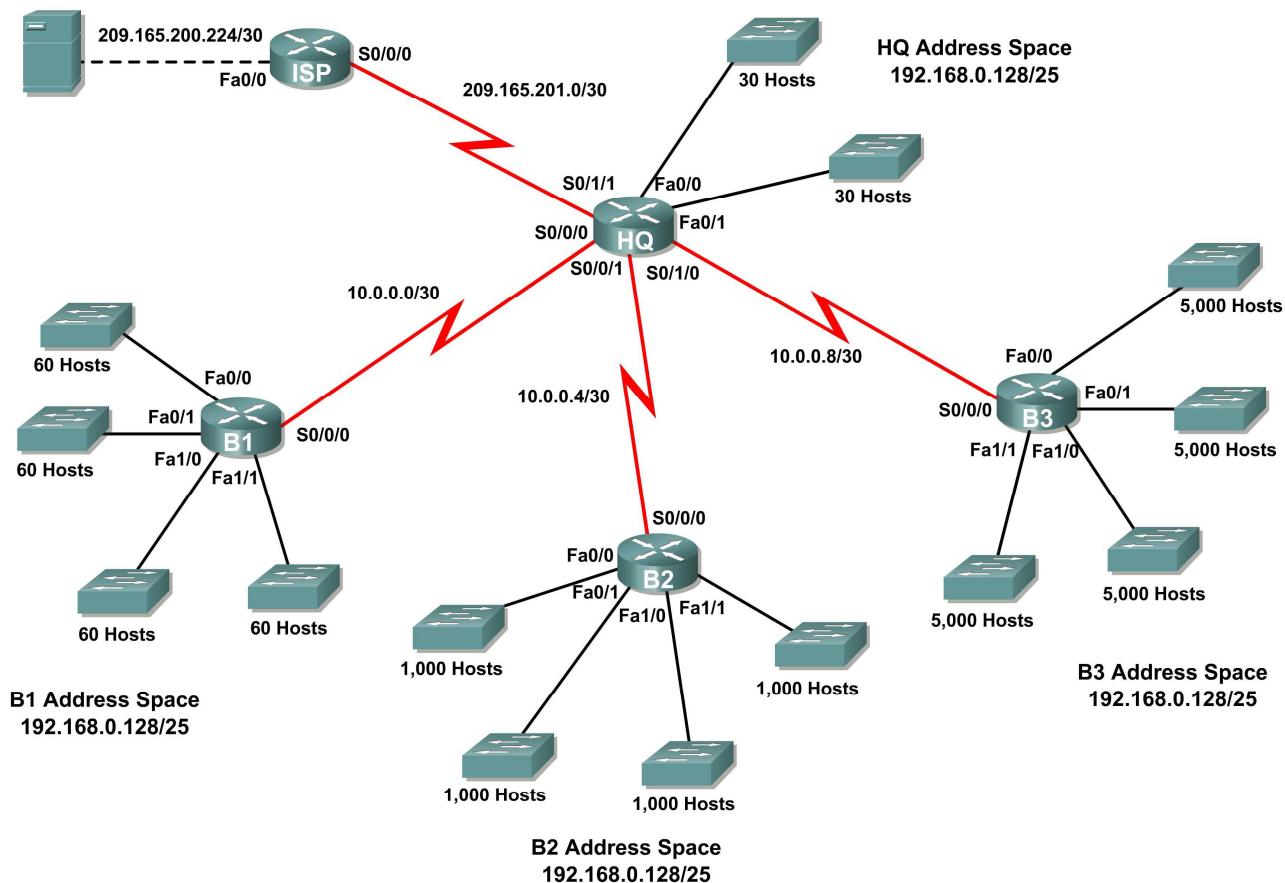 209.165.200.224/30
S0/0/0
ISP
Fa0/0
209.165.201.0/30
30 Hosts
HQ Address Space
192.168.0.128/25
30 Hosts
S0/1/1
Fa0/0
Fa0/1
S0/0/0
HQ
S0/0/1
S0/1/0
10.0.0.0/30
10.0.0.4/30
10.0.0.8/30
60 Hosts
Fa0/0
Fa0/1
S0/0/0
B1
60 Hosts
Fa1/0
Fa1/1
60 Hosts
60 Hosts
B1 Address Space
192.168.0.128/25
S0/0/0
Fa0/0
B2
Fa0/1
Fa1/0
Fa1/1
1,000 Hosts
1,000 Hosts
1,000 Hosts
1,000 Hosts
B2 Address Space
192.168.0.128/25
5,000 Hosts
Fa0/0
Fa0/1
S0/0/0
B3
5,000 Hosts
Fa1/1
Fa1/0
5,000 Hosts
5,000 Hosts
B3 Address Space
192.168.0.128/25